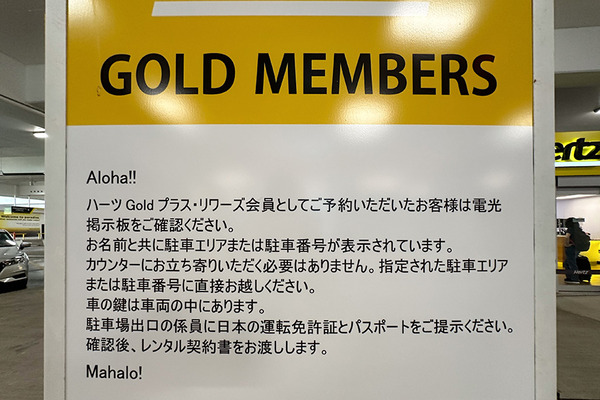 GOLD MEMBERS
Aloha!!
ハーツ Gold プラス・リワーズ会員としてご予約いただいたお客様は電光
掲示板をご確認ください。
お名前と共に駐車エリアまたは駐車番号が表示されています。
カウンターにお立ち寄りいただく必要はありません。指定された駐車エリア
または駐車番号に直接お越しください。
車の鍵は車両の中にあります。
駐車場出口の係員に日本の運転免許証とパスポートをご提示ください。
確認後、レンタル契約書をお渡しします。
Mahalo!
ertz
Hertz